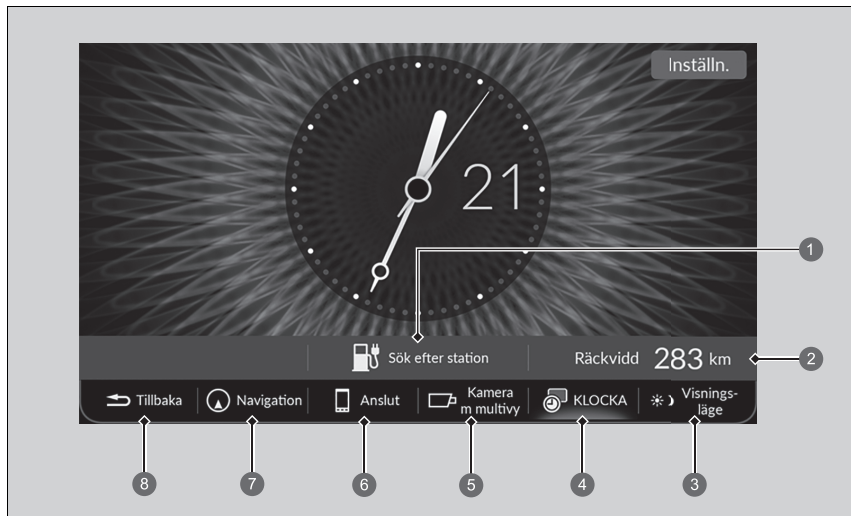 Inställn.
21
1
Sök efter station
Räckvidd 283 km
2
Tillbaka
Navigation
Anslut
Kamera
m multivy
KLOCKA
Visnings-
läge
8
7
6
5
4
3